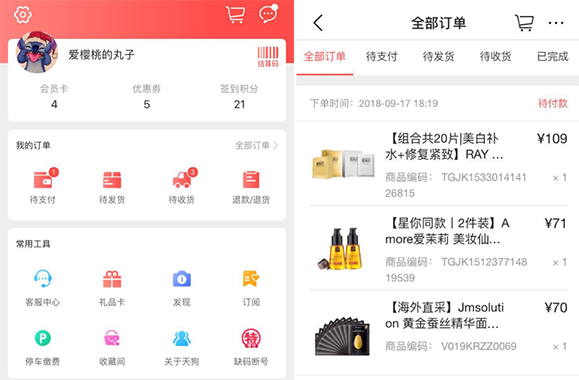 爱樱桃的丸子
结算码
会员卡
优惠券
签到积分
4
5
21
我的订单
全部订单
1
3
待支付
待发货
待收货
退款/退货
常用工具
客服中心
礼品卡
发现
订阅
P
特
停车缴费
收藏间
关于天狗
缺码断号
全部订单
全部订单
待支付
待发货
待收货
已完成
下单时间：2018-09-17 18:19
待付款
【组合共20片|美白补
水+修复紧致】RAY ...
¥109
商品编码： TGJK1533014141
26815
× 1
【星你同款丨2件装】A
more爱茉莉 美妆仙...
¥71
商品编码： TGJK1512377148
19539
× 1
【海外直采】Jmsoluti
on 黄金蚕丝精华面...
¥70
商品编码： V019KRZZ0069
× 1